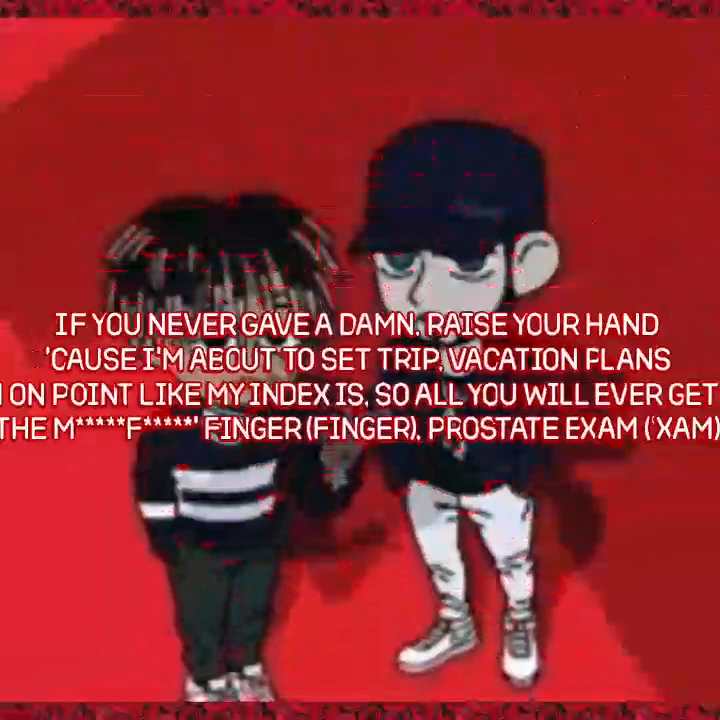 IF YOU NEVER GAVE A DAMN, RAISE YOUR HAND
'CAUSE I'M ABOUT TO SET TRIP, VACATION PLANS
ON POINT LIKE MY INDEX IS, SO ALL YOU WILL EVER GET
THE M*****F*****' FINGER (FINGER), PROSTATE EXAM ('XAM)